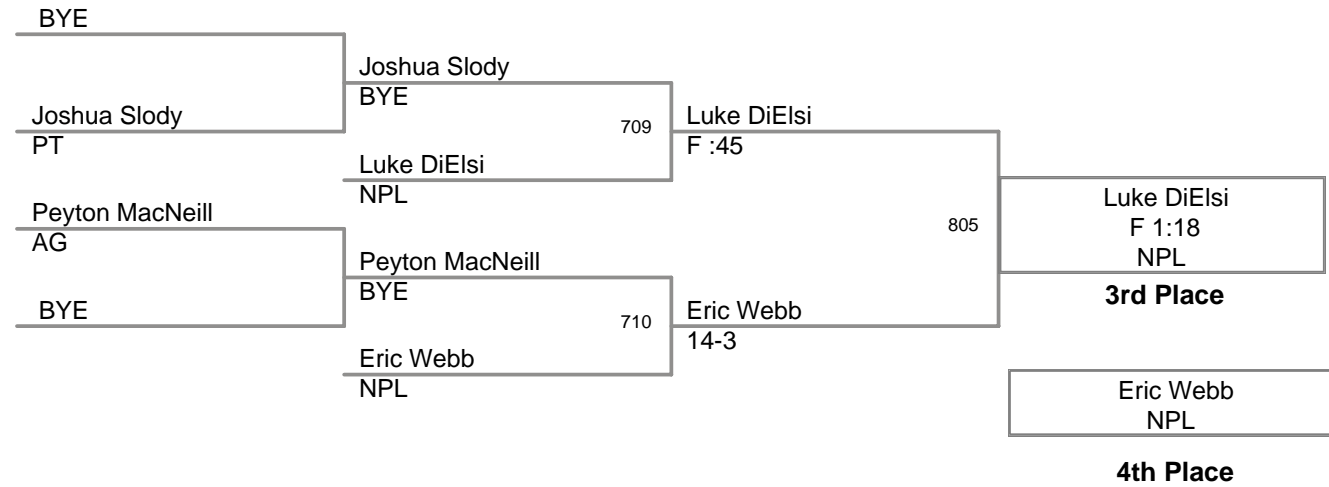 BYE
Joshua Slody
BYE
Joshua Slody
PT
709
Luke DiElsi
F :45
Luke DiElsi
NPL
Peyton MacNeill
AG
805
Luke DiElsi
F 1:18
NPL
3rd Place
Peyton MacNeill
BYE
BYE
710
Eric Webb
14-3
Eric Webb
NPL
Eric Webb
NPL
4th Place